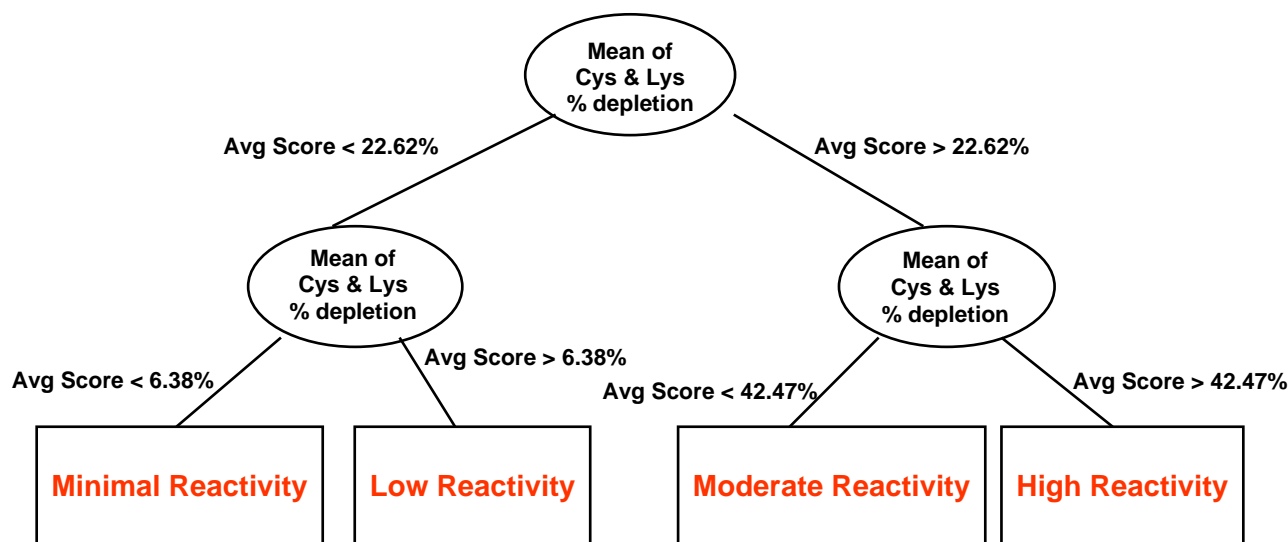 Mean of
Cys & Lys
% depletion
Avg Score < 22.62%
Avg Score > 22.62%
Mean of
Cys & Lys
% depletion
Mean of
Cys & Lys
% depletion
Avg Score < 6.38%
Avg Score > 6.38%
Avg Score < 42.47%
Avg Score > 42.47%
Minimal Reactivity
Low Reactivity
Moderate Reactivity
High Reactivity